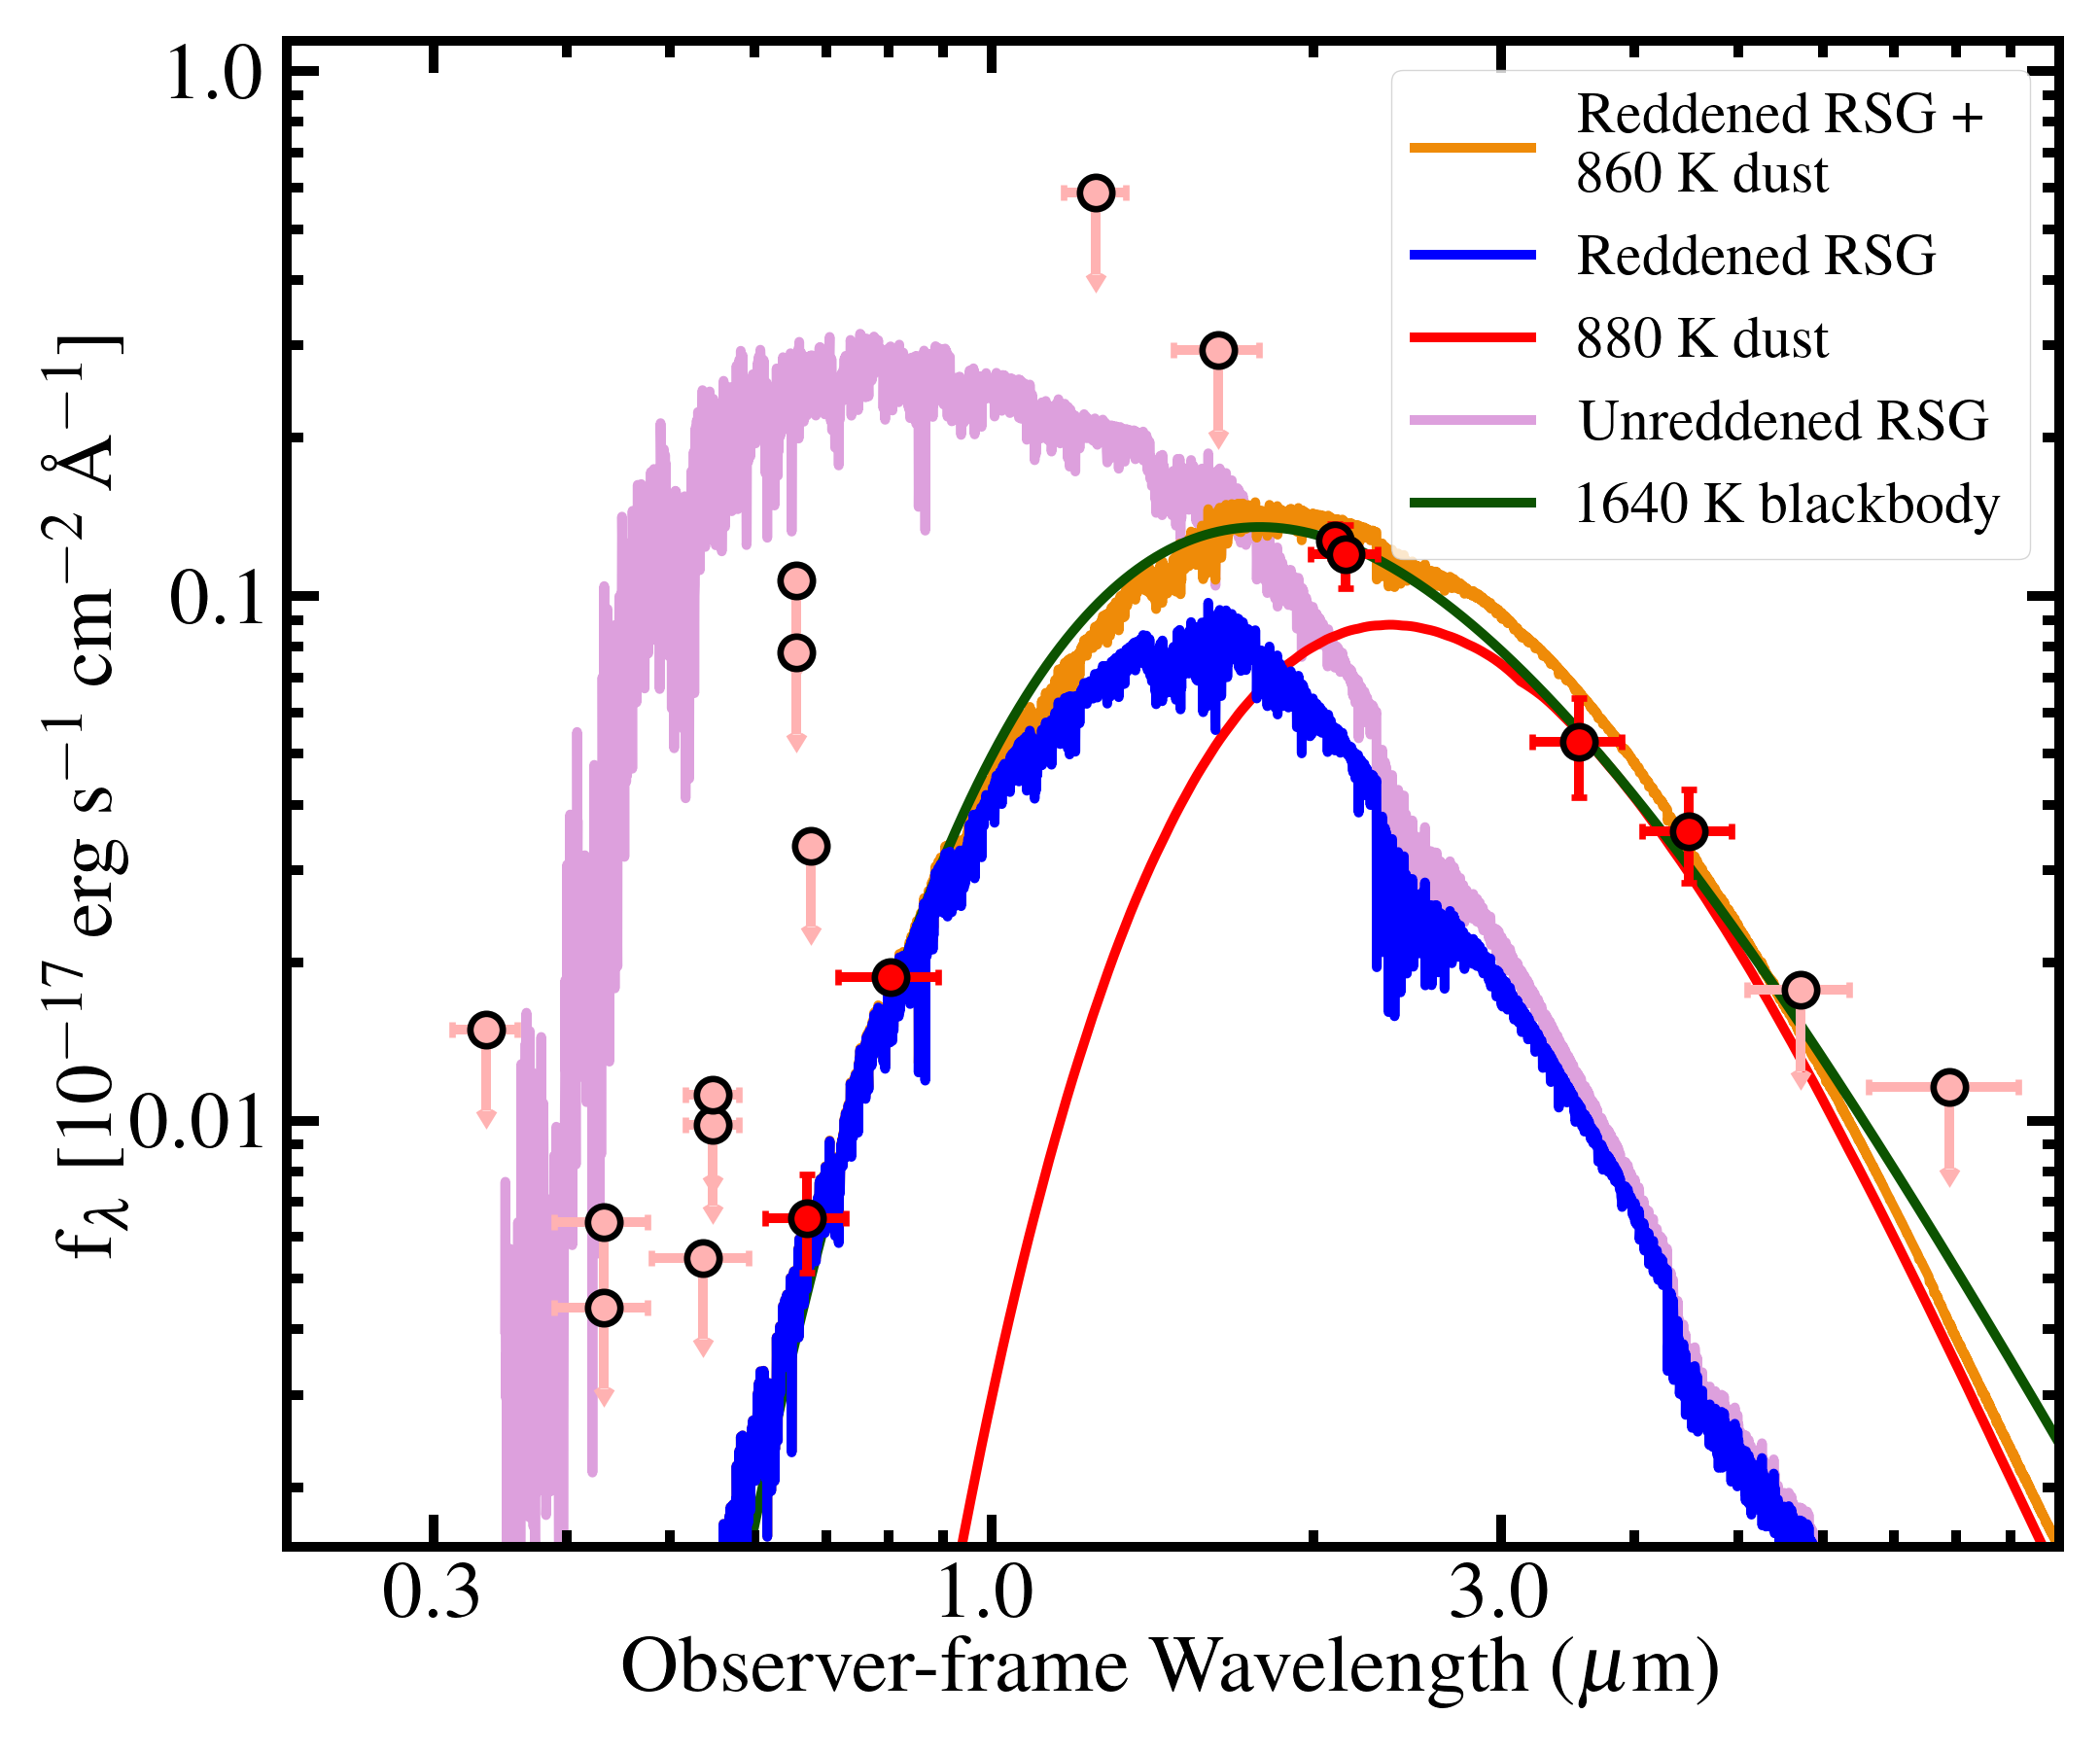 1.0
0.1
0.01
f_λ [10^−17 erg s^−1 cm^−2 Å^−1]
Reddened RSG +
860 K dust
Reddened RSG
880 K dust
Unreddened RSG
1640 K blackbody
0.3 1.0 3.0
Observer-frame Wavelength (μm)